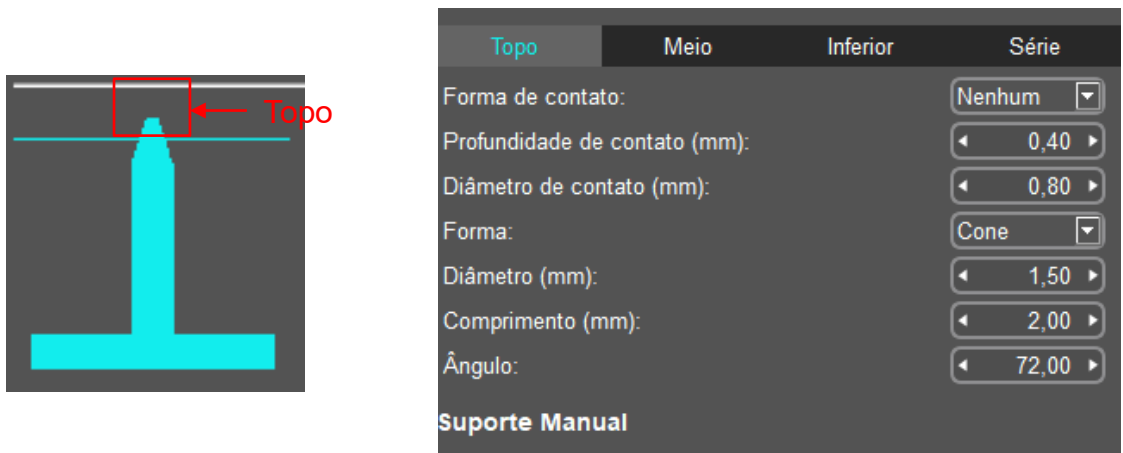 Topo
Topo Meio Inferior Série
Forma de contato: Nenhum
Profundidade de contato (mm): 0,40
Diâmetro de contato (mm): 0,80
Forma: Cone
Diâmetro (mm): 1,50
Comprimento (mm): 2,00
Ângulo: 72,00
Suporte Manual